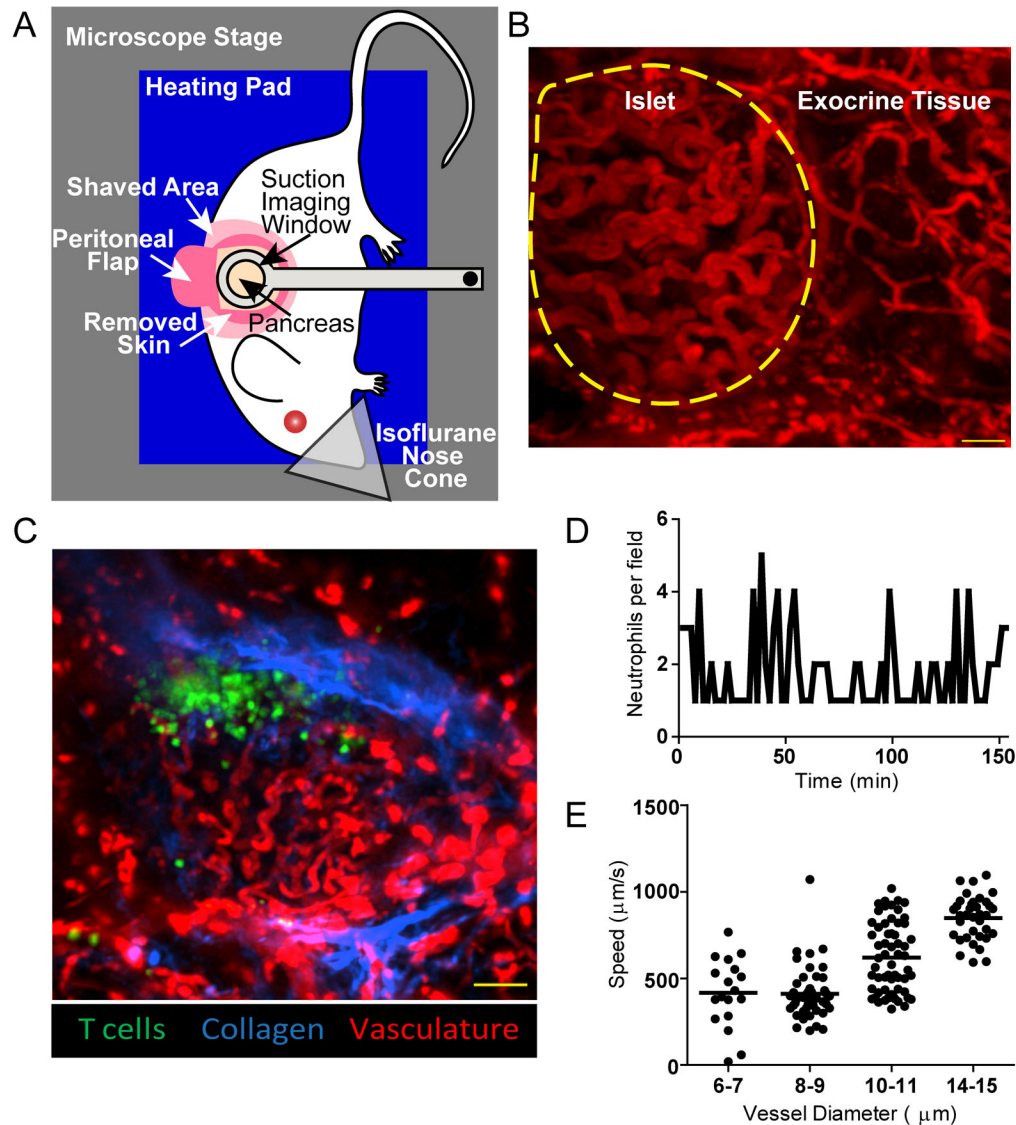 A
Microscope Stage
Heating Pad
Shaved Area
Suction
Imaging
Window
Peritoneal
Flap
Removed
Skin
Pancreas
Isoflurane
Nose
Cone
B
Islet
Exocrine Tissue
C
T cells Collagen Vasculature
D
Neutrophils per field
6
4
2
0
0 50 100 150
Time (min)
E
Speed (μm/s)
1500
1000
500
0
6-7 8-9 10-11 14-15
Vessel Diameter ( μm)